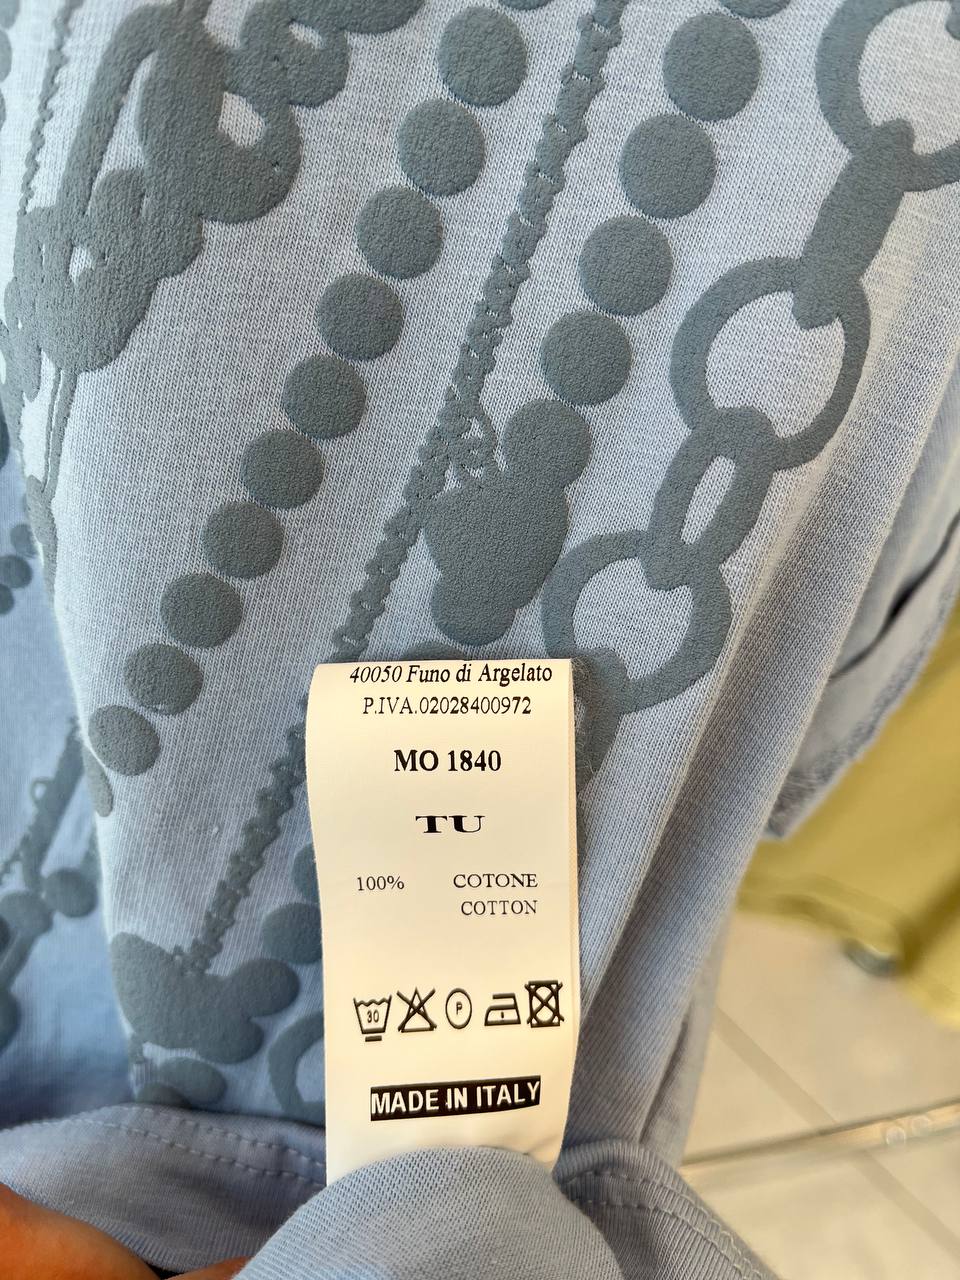 40050 Funo di Argelato
P.IVA.02028400972
MO 1840
TU
100% COTONE
COTTON
30 P
MADE IN ITALY